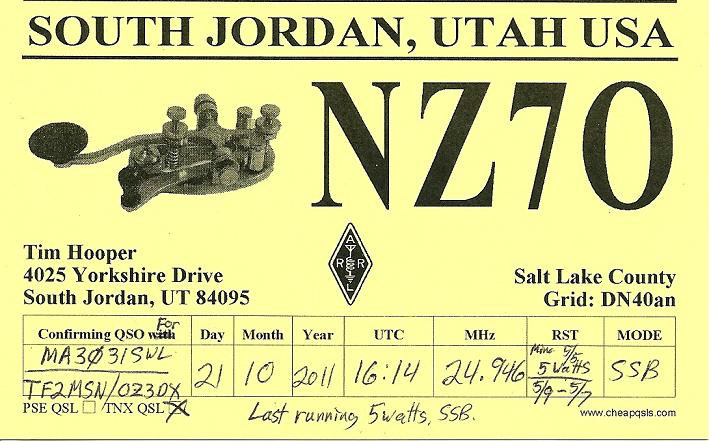 SOUTH JORDAN, UTAH USA
NZ7O
ARRL
Tim Hooper
4025 Yorkshire Drive
South Jordan, UT 84095
Salt Lake County
Grid: DN40an
Confirming QSO with For Day Month Year UTC MHz RST MODE
MA3Ø31SWL
TF2MSN/OZ3DX
21 10 2011 16:14 24.946
Mine 5/5
5 Watts
5/9-5/7
SSB
PSE QSL ☐ TNX QSL ☒
Last running 5watts, SSB.
www.cheapqsls.com